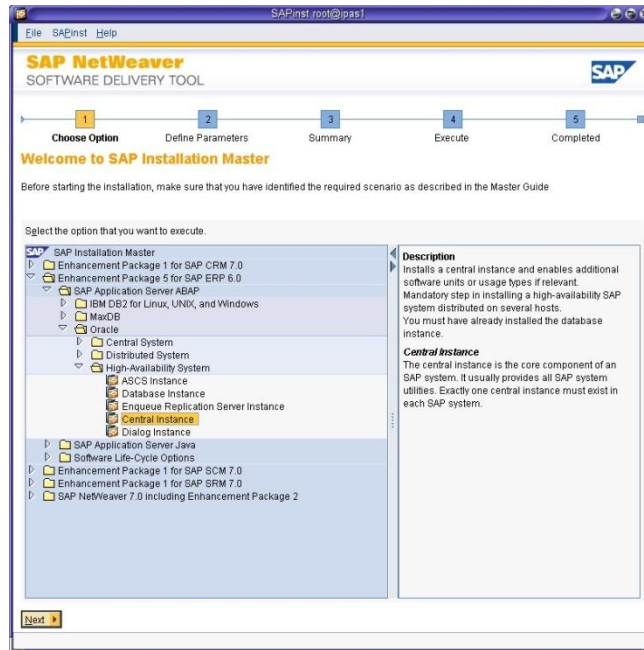 SAPinst root@ipas1
File SAPinst Help
SAP NetWeaver
SOFTWARE DELIVERY TOOL
SAP
1 2 3 4 5
Choose Option Define Parameters Summary Execute Completed
Welcome to SAP Installation Master
Before starting the installation, make sure that you have identified the required scenario as described in the Master Guide
Select the option that you want to execute.
SAP SAP Installation Master
Enhancement Package 1 for SAP CRM 7.0
Enhancement Package 5 for SAP ERP 6.0
SAP Application Server ABAP
IBM DB2 for Linux, UNIX, and Windows
MaxDB
Oracle
Central System
Distributed System
High-Availability System
ASCS Instance
Database Instance
Enqueue Replication Server Instance
Central Instance
Dialog Instance
SAP Application Server Java
Software Life-Cycle Options
Enhancement Package 1 for SAP SCM 7.0
Enhancement Package 1 for SAP SRM 7.0
SAP NetWeaver 7.0 including Enhancement Package 2
Description
Installs a central instance and enables additional
software units or usage types if relevant.
Mandatory step in installing a high-availability SAP
system distributed on several hosts.
You must have already installed the database
instance.
Central Instance
The central instance is the core component of an
SAP system. It usually provides all SAP system
utilities. Exactly one central instance must exist in
each SAP system.
Next